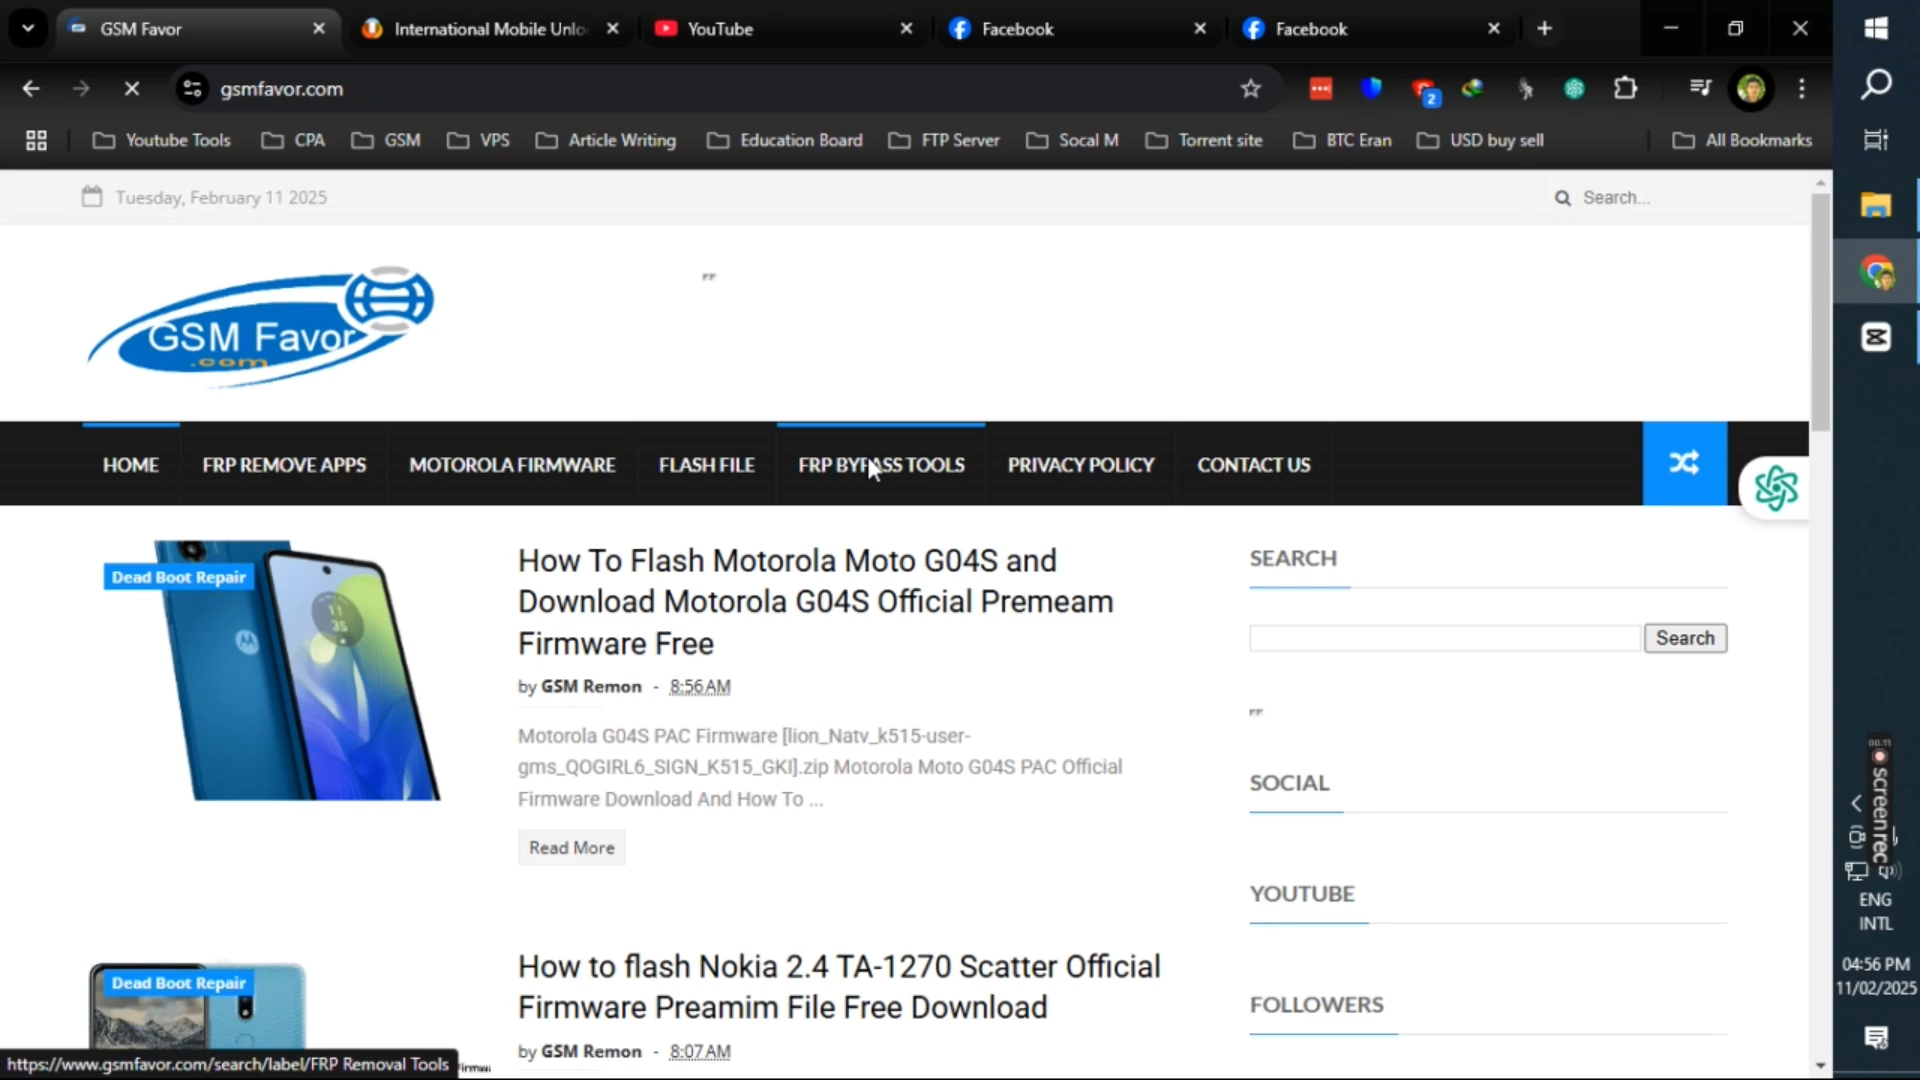 GSM Favor
International Mobile Unlo
YouTube
Facebook
Facebook
gsmfavor.com
2
Youtube Tools
CPA
GSM
VPS
Article Writing
Education Board
FTP Server
Socal M
Torrent site
BTC Eran
USD buy sell
All Bookmarks
Tuesday, February 11 2025
Search...
GSM Favor
.com
HOME
FRP REMOVE APPS
MOTOROLA FIRMWARE
FLASH FILE
FRP BYPASS TOOLS
PRIVACY POLICY
CONTACT US
Dead Boot Repair
11
35
How To Flash Motorola Moto G04S and
Download Motorola G04S Official Premeam
Firmware Free
by GSM Remon - 8:56 AM
Motorola G04S PAC Firmware [lion_Natv_k515-user-
gms_QOGIRL6_SIGN_K515_GKI].zip Motorola Moto G04S PAC Official
Firmware Download And How To ...
Read More
Dead Boot Repair
How to flash Nokia 2.4 TA-1270 Scatter Official
Firmware Preamim File Free Download
by GSM Remon - 8:07 AM
SEARCH
Search
SOCIAL
YOUTUBE
FOLLOWERS
https://www.gsmfavor.com/search/label/FRP Removal Tools
00:11
screenrec
ENG
INTL
04:56 PM
11/02/2025